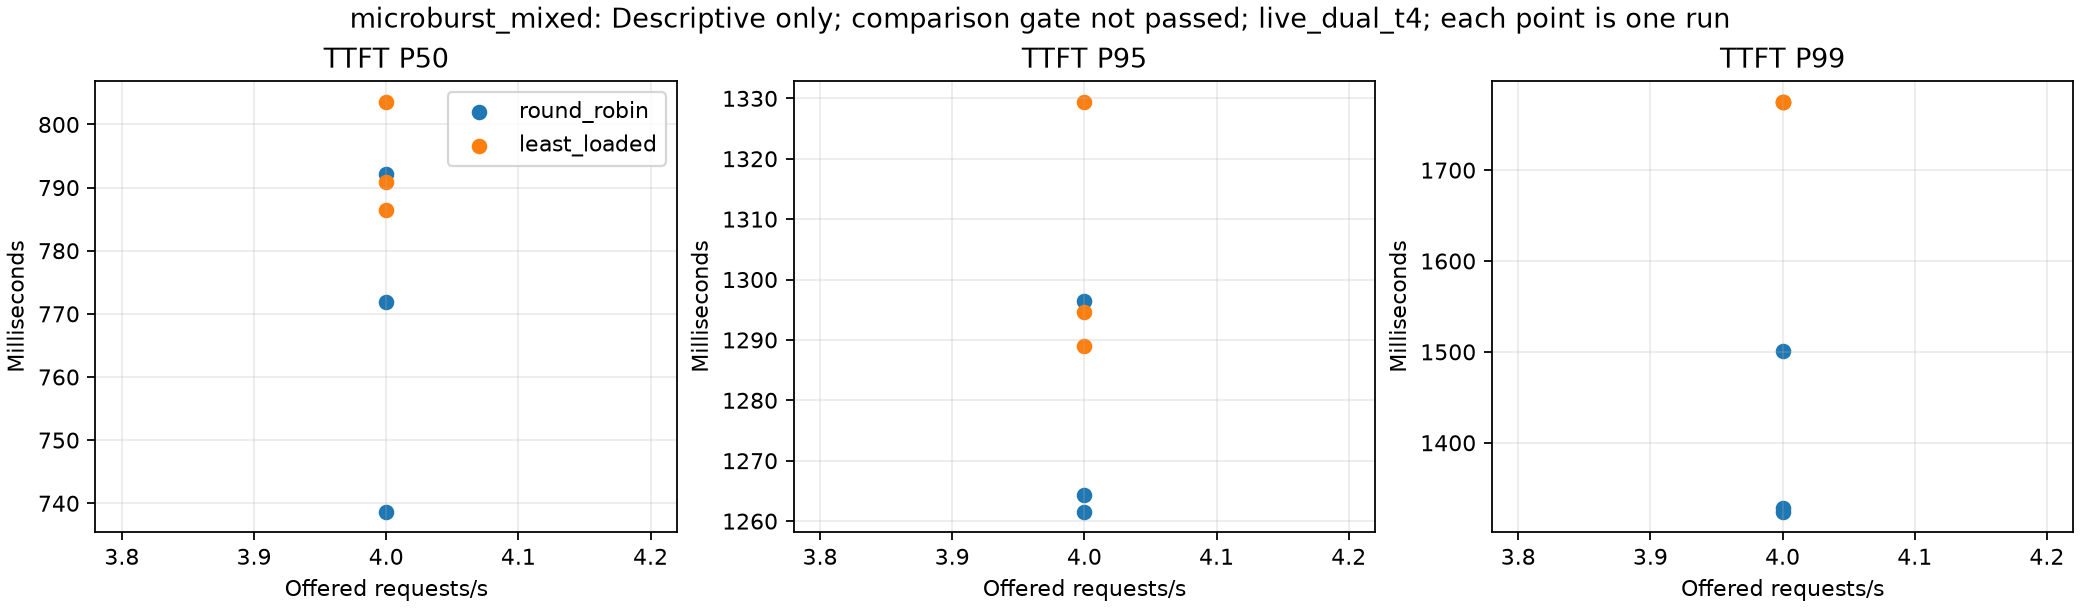 microburst_mixed: Descriptive only; comparison gate not passed; live_dual_t4; each point is one run
TTFT P50
800
790
780
770
760
750
740
3.8 3.9 4.0 4.1 4.2
Milliseconds
Offered requests/s
round_robin
least_loaded
TTFT P95
1330
1320
1310
1300
1290
1280
1270
1260
3.8 3.9 4.0 4.1 4.2
Milliseconds
Offered requests/s
TTFT P99
1700
1600
1500
1400
3.8 3.9 4.0 4.1 4.2
Milliseconds
Offered requests/s